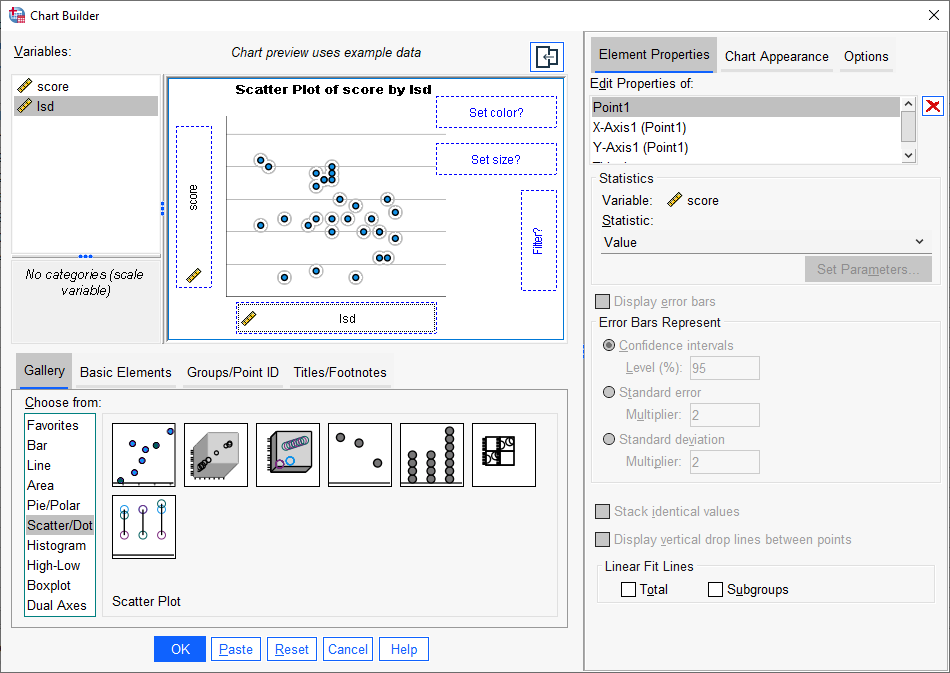 Chart Builder
Variables:
Chart preview uses example data
score
lsd
No categories (scale
variable)
Scatter Plot of score by lsd
Set color?
Set size?
Filter?
score
lsd
Gallery
Basic Elements
Groups/Point ID
Titles/Footnotes
Choose from:
Favorites
Bar
Line
Area
Pie/Polar
Scatter/Dot
Histogram
High-Low
Boxplot
Dual Axes
Scatter Plot
OK
Paste
Reset
Cancel
Help
Element Properties
Chart Appearance
Options
Edit Properties of:
Point1
X-Axis1 (Point1)
Y-Axis1 (Point1)
Statistics
Variable:
score
Statistic:
Value
Set Parameters...
Display error bars
Error Bars Represent
Confidence intervals
Level (%): 95
Standard error
Multiplier: 2
Standard deviation
Multiplier: 2
Stack identical values
Display vertical drop lines between points
Linear Fit Lines
Total
Subgroups